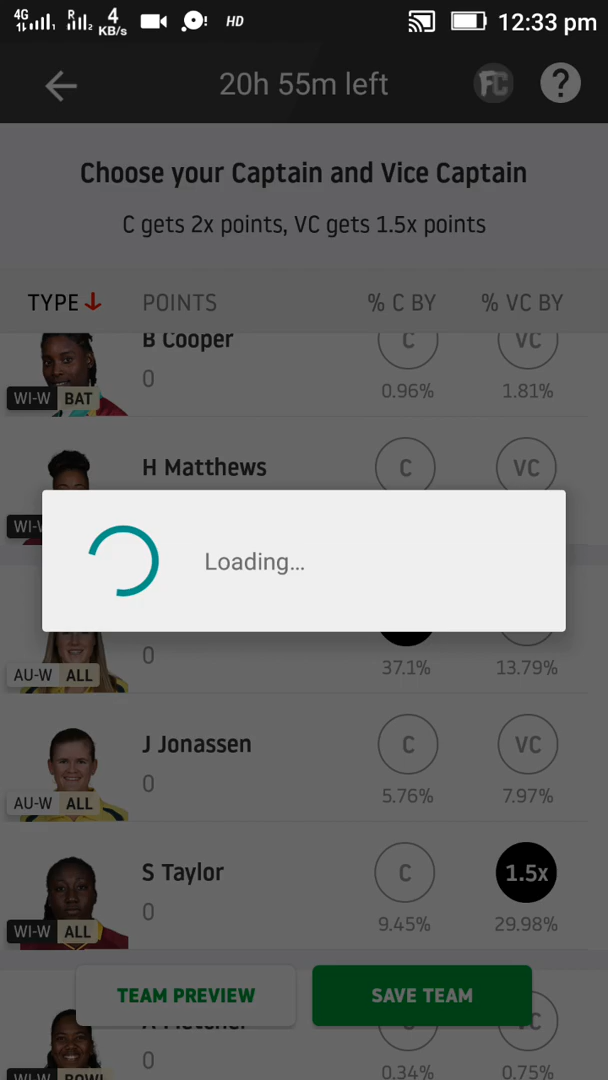 4G R 4 KB/s HD 12:33 pm
20h 55m left FC ?
Choose your Captain and Vice Captain
C gets 2x points, VC gets 1.5x points
TYPE POINTS % C BY % VC BY
B Cooper C VC
0
WI-W BAT 0.96% 1.81%
H Matthews C VC
Loading...
0
AU-W ALL 37.1% 13.79%
J Jonassen C VC
0
AU-W ALL 5.76% 7.97%
S Taylor C 1.5x
0
WI-W ALL 9.45% 29.98%
TEAM PREVIEW SAVE TEAM
0
WI-W BOWL 0.34% 0.75%